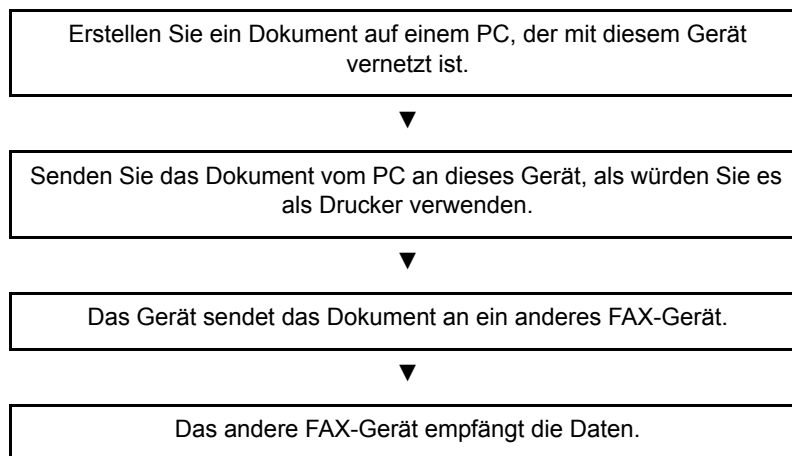 Erstellen Sie ein Dokument auf einem PC, der mit diesem Gerät
vernetzt ist.
▼
Senden Sie das Dokument vom PC an dieses Gerät, als würden Sie es
als Drucker verwenden.
▼
Das Gerät sendet das Dokument an ein anderes FAX-Gerät.
▼
Das andere FAX-Gerät empfängt die Daten.